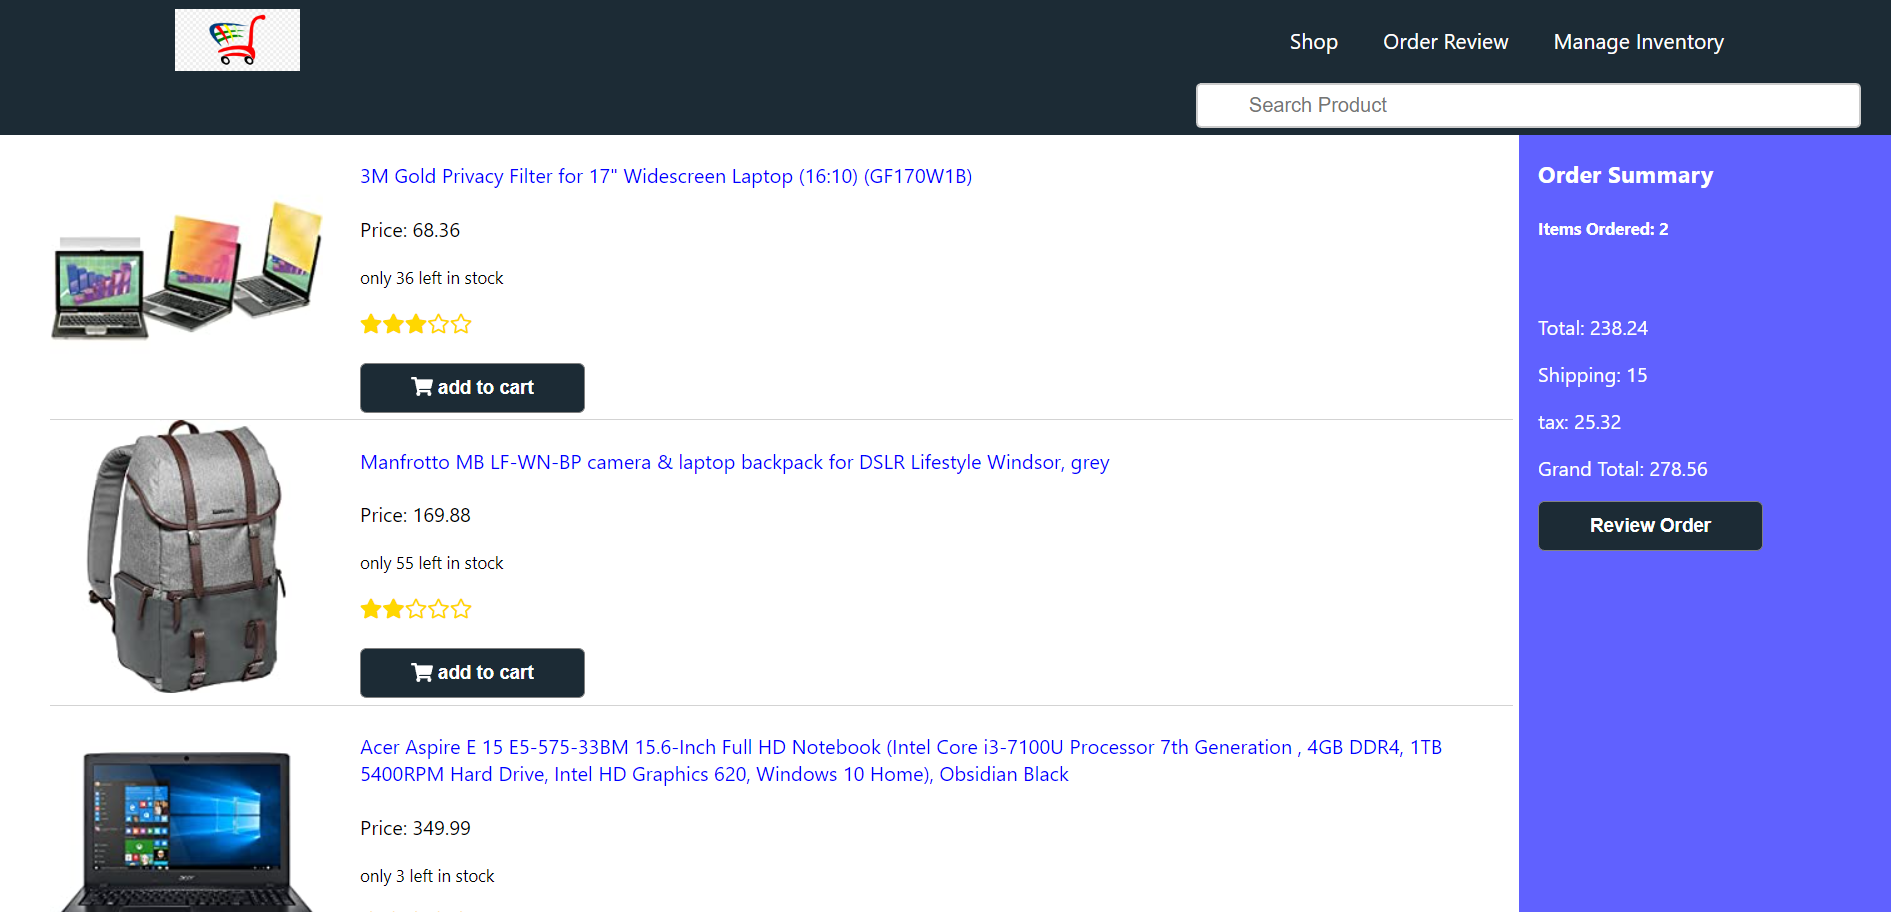 Shop Order Review Manage Inventory
Search Product
3M Gold Privacy Filter for 17" Widescreen Laptop (16:10) (GF170W1B)
Price: 68.36
only 36 left in stock
add to cart
Manfrotto MB LF-WN-BP camera & laptop backpack for DSLR Lifestyle Windsor, grey
Price: 169.88
only 55 left in stock
add to cart
Acer Aspire E 15 E5-575-33BM 15.6-Inch Full HD Notebook (Intel Core i3-7100U Processor 7th Generation , 4GB DDR4, 1TB
5400RPM Hard Drive, Intel HD Graphics 620, Windows 10 Home), Obsidian Black
Price: 349.99
only 3 left in stock
Order Summary
Items Ordered: 2
Total: 238.24
Shipping: 15
tax: 25.32
Grand Total: 278.56
Review Order